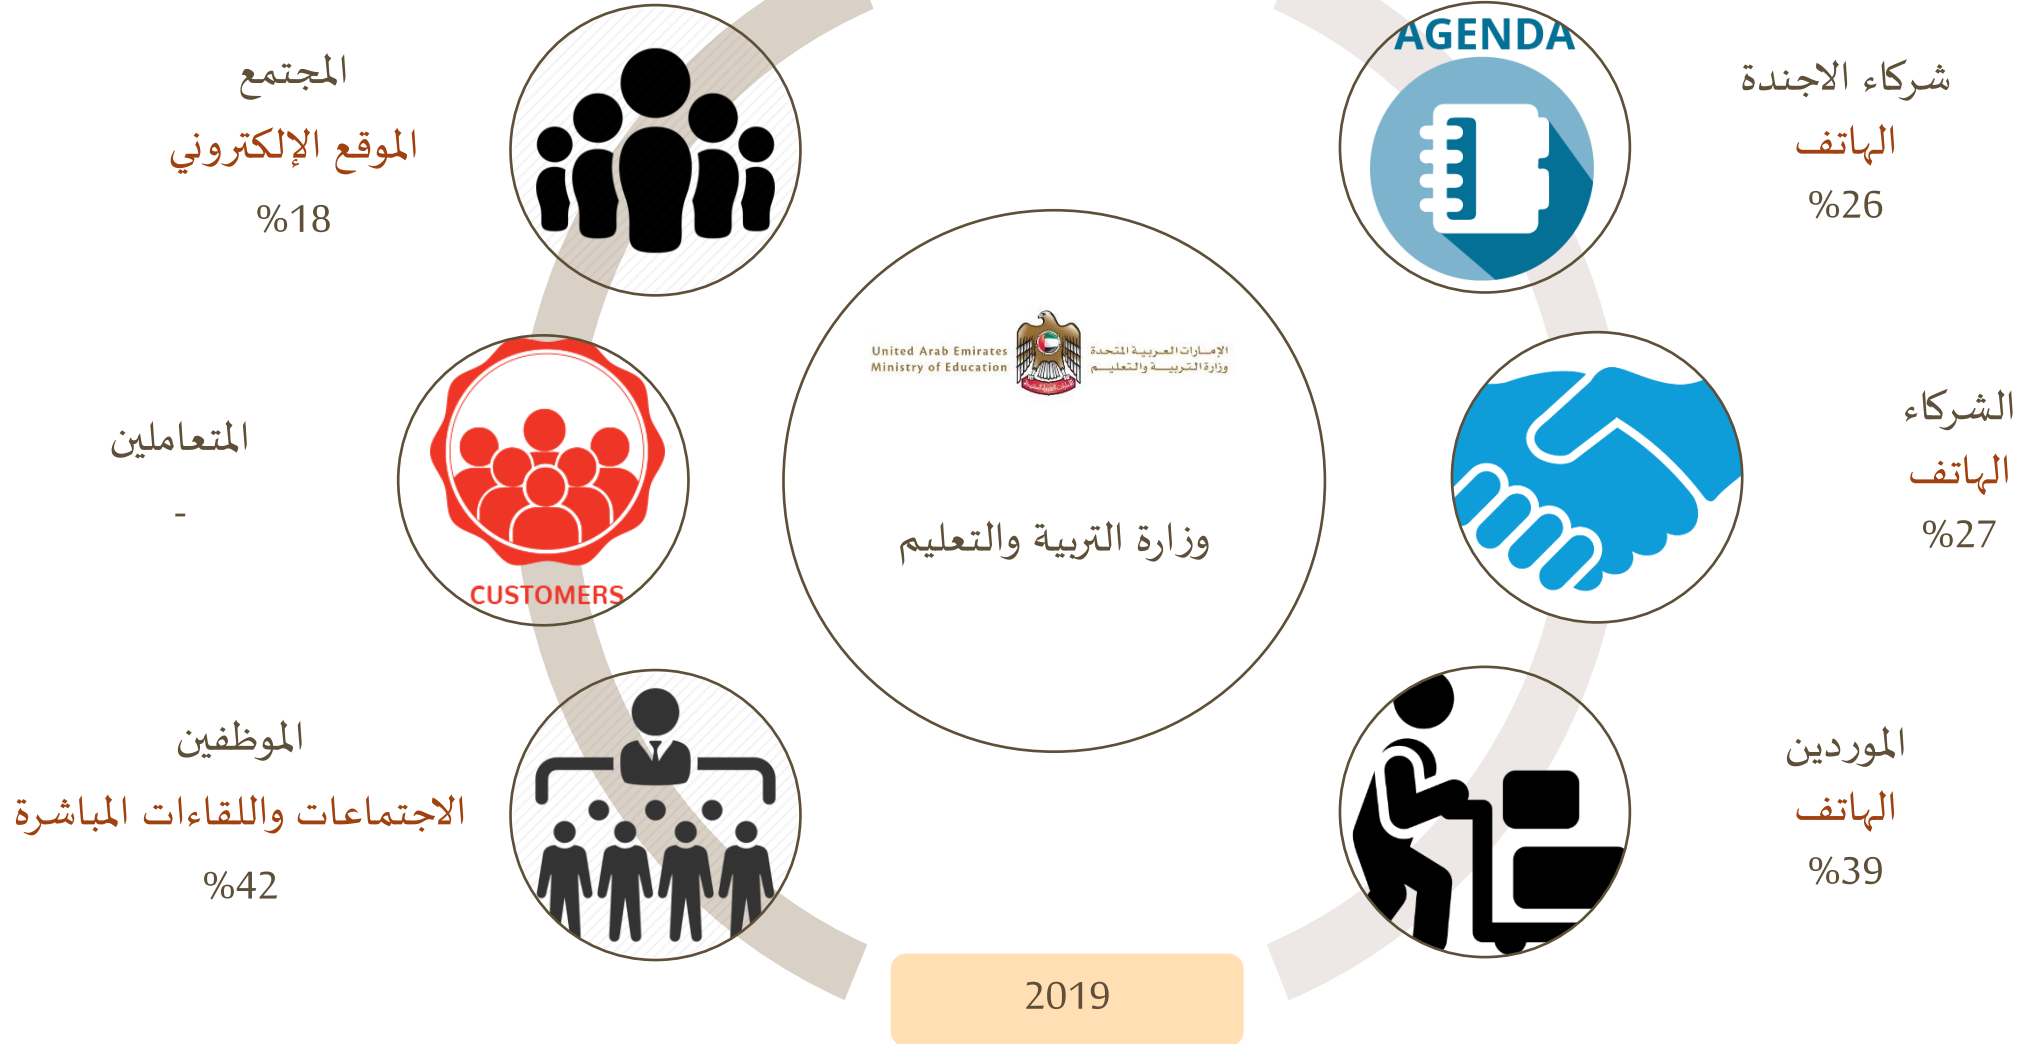 AGENDA
شركاء الاجندة
الهاتف
%26
المجتمع
الموقع الإلكتروني
%18
United Arab Emirates
Ministry of Education
الإمارات العربية المتحدة
وزارة التربية والتعليم
وزارة التربية والتعليم
الشركاء
الهاتف
%27
المتعاملين
-
CUSTOMERS
الموردين
الهاتف
%39
الموظفين
الاجتماعات واللقاءات المباشرة
%42
2019